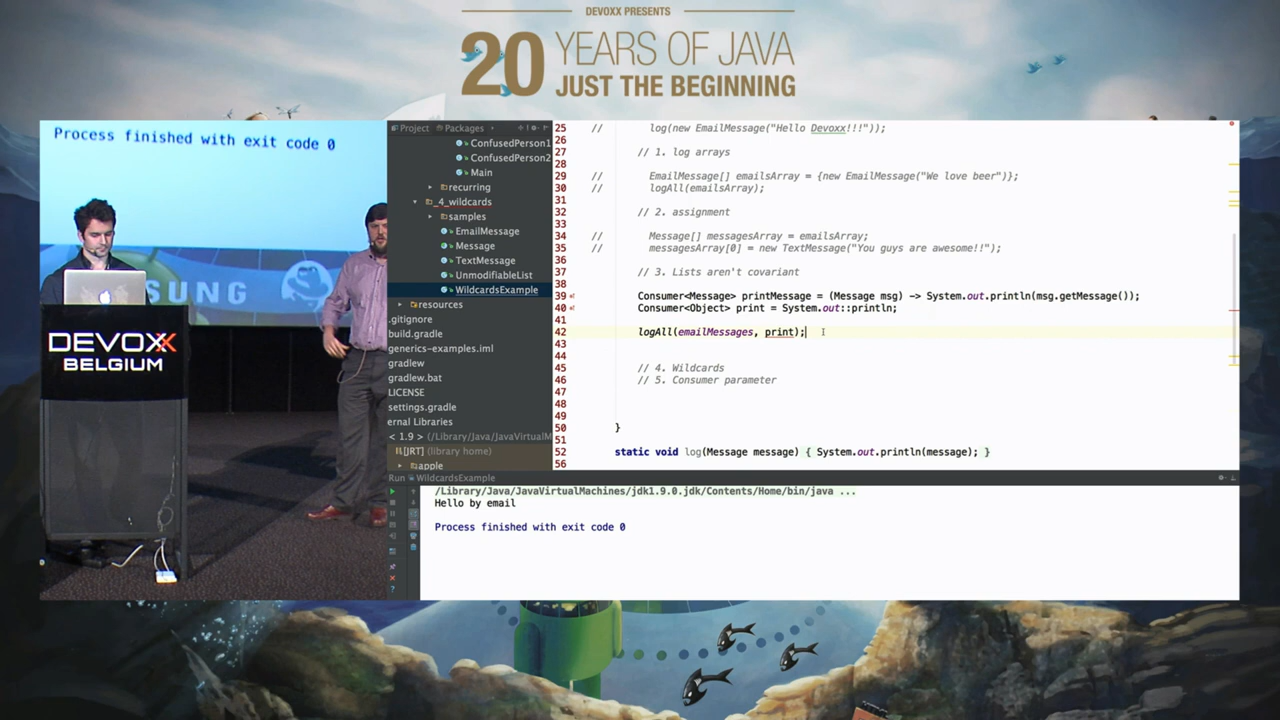 DEVOXX PRESENTS
20 YEARS OF JAVA
JUST THE BEGINNING
Process finished with exit code 0
SUNG
DEVOXX
BELGIUM
Project Packages
ConfusedPerson1
ConfusedPerson2
Main
recurring
_4_wildcards
samples
EmailMessage
Message
TextMessage
UnmodifiableList
WildcardsExample
resources
.gitignore
build.gradle
generics-examples.iml
gradlew
gradlew.bat
LICENSE
settings.gradle
ernal Libraries
< 1.9 > (/Library/Java/JavaVirtualM
[JRT] (library home)
apple
25 // log(new EmailMessage("Hello Devoxx!!!"));
26
27 // 1. log arrays
28
29 // EmailMessage[] emailsArray = {new EmailMessage("We love beer")};
30 // logAll(emailsArray);
31
32 // 2. assignment
33
34 // Message[] messagesArray = emailsArray;
35 // messagesArray[0] = new TextMessage("You guys are awesome!!");
36
37 // 3. Lists aren't covariant
38
39 Consumer<Message> printMessage = (Message msg) -> System.out.println(msg.getMessage());
40 Consumer<Object> print = System.out::println;
41
42 logAll(emailMessages, print);
43
44
45 // 4. Wildcards
46 // 5. Consumer parameter
47
48
49
50 }
51
52 static void log(Message message) { System.out.println(message); }
56
Run WildcardsExample
/Library/Java/JavaVirtualMachines/jdk1.9.0.jdk/Contents/Home/bin/java ...
Hello by email
Process finished with exit code 0